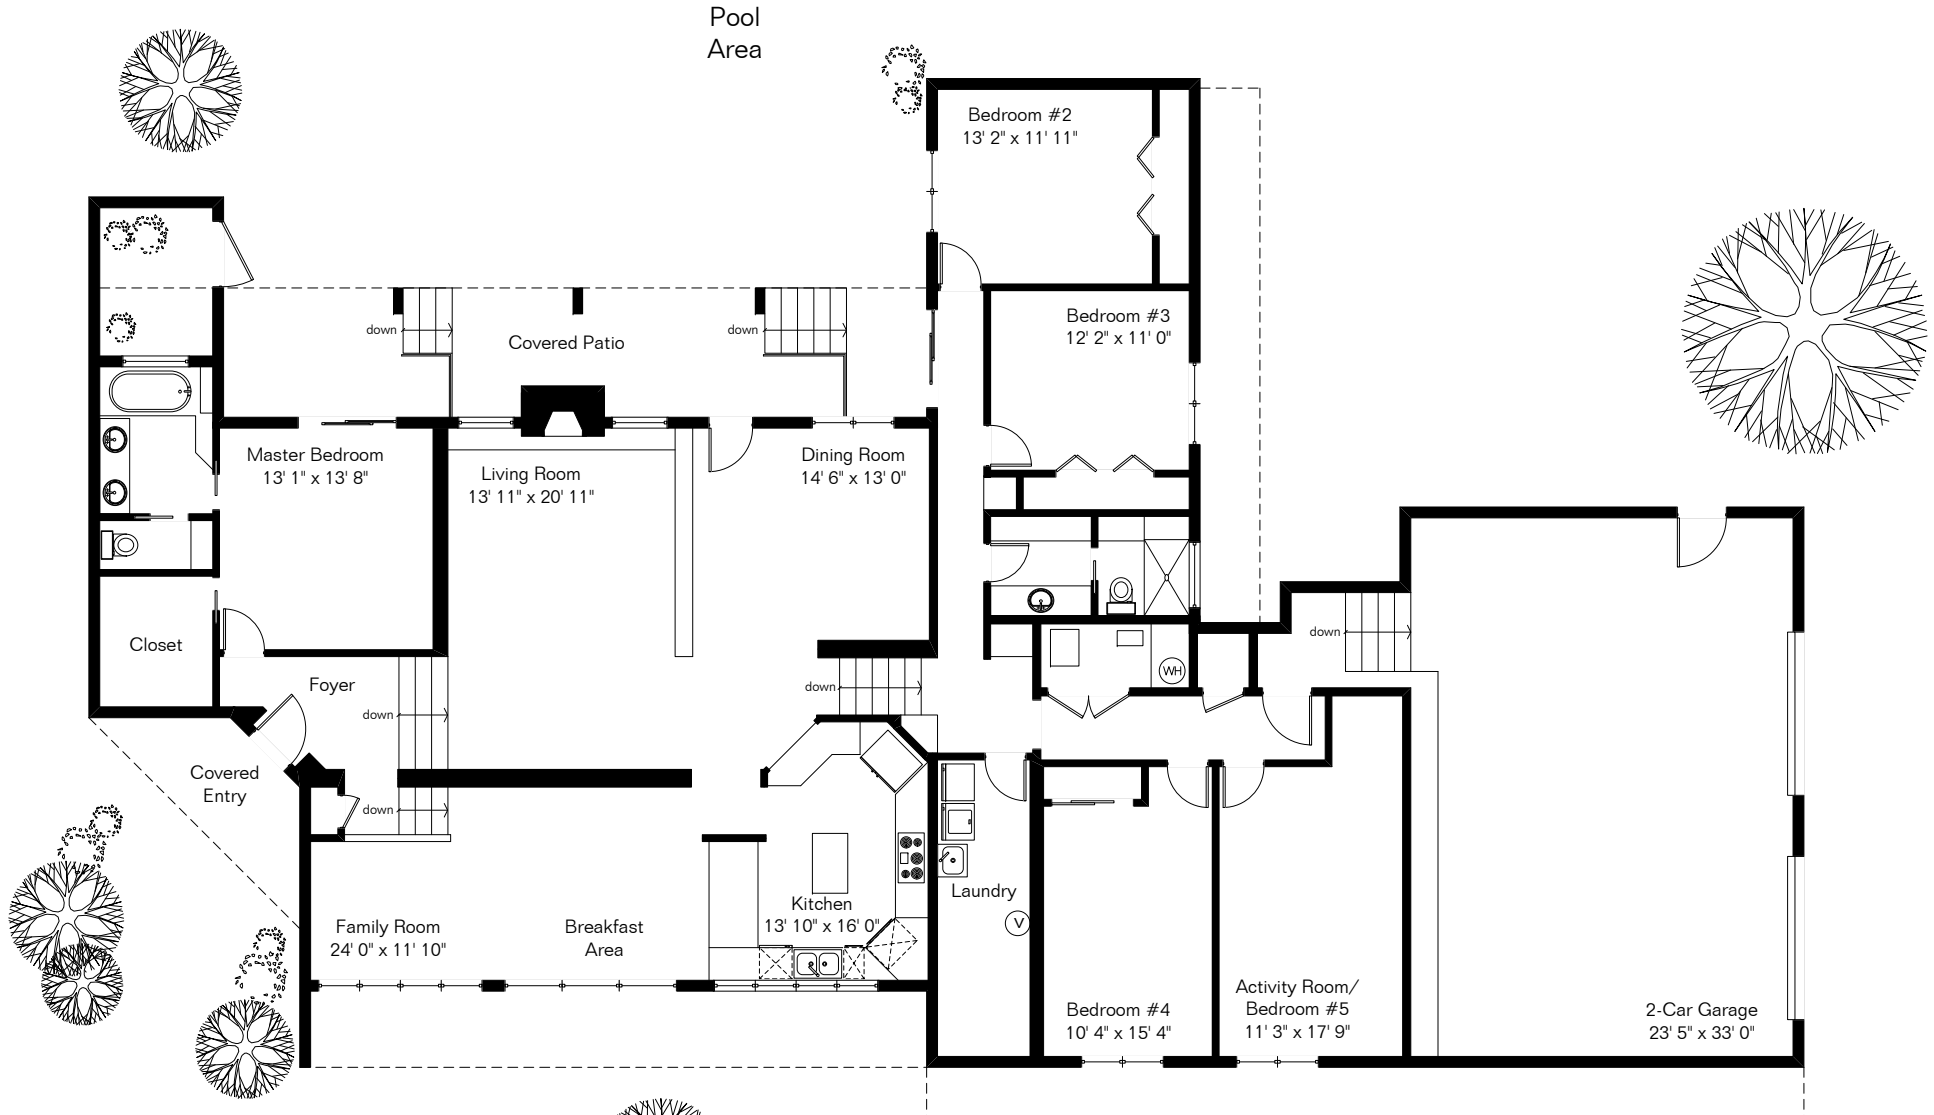 Pool
Area
Bedroom #2
13' 2" x 11' 11"
Bedroom #3
12' 2" x 11' 0"
down
Covered Patio
down
Master Bedroom
13' 1" x 13' 8"
Living Room
13' 11" x 20' 11"
Dining Room
14' 6" x 13' 0"
Closet
Foyer
down
down
down
WH
down
Covered
Entry
down
Laundry
V
Kitchen
13' 10" x 16' 0"
Family Room
24' 0" x 11' 10"
Breakfast
Area
Bedroom #4
10' 4" x 15' 4"
Activity Room/
Bedroom #5
11' 3" x 17' 9"
2-Car Garage
23' 5" x 33' 0"